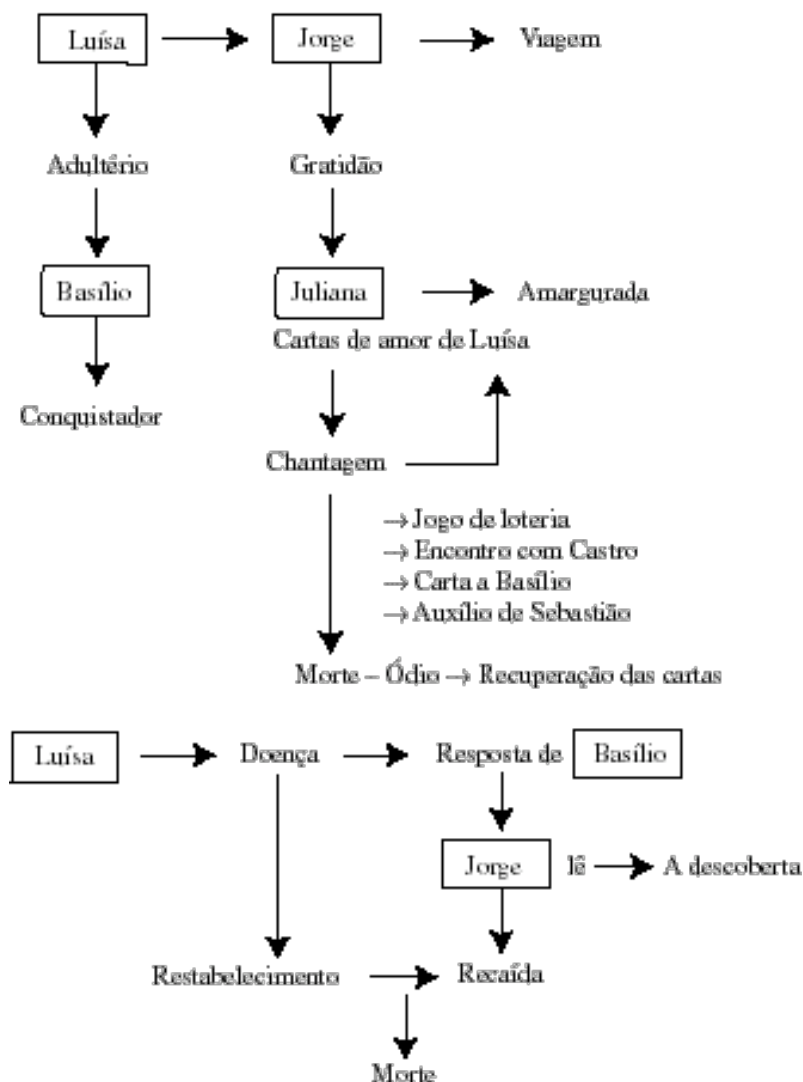 Luísa → Jorge → Viagem
Adultério Gratidão
Basílio Juliana → Amargurada
Cartas de amor de Luísa
Conquistador
Chantagem
→ Jogo de loteria
→ Encontro com Castro
→ Carta a Basílio
→ Auxílio de Sebastião
Morte – Ódio → Recuperação das cartas
Luísa → Doença → Resposta de Basílio
Jorge lê → A descoberta
Restabelecimento → Recaída
Morte